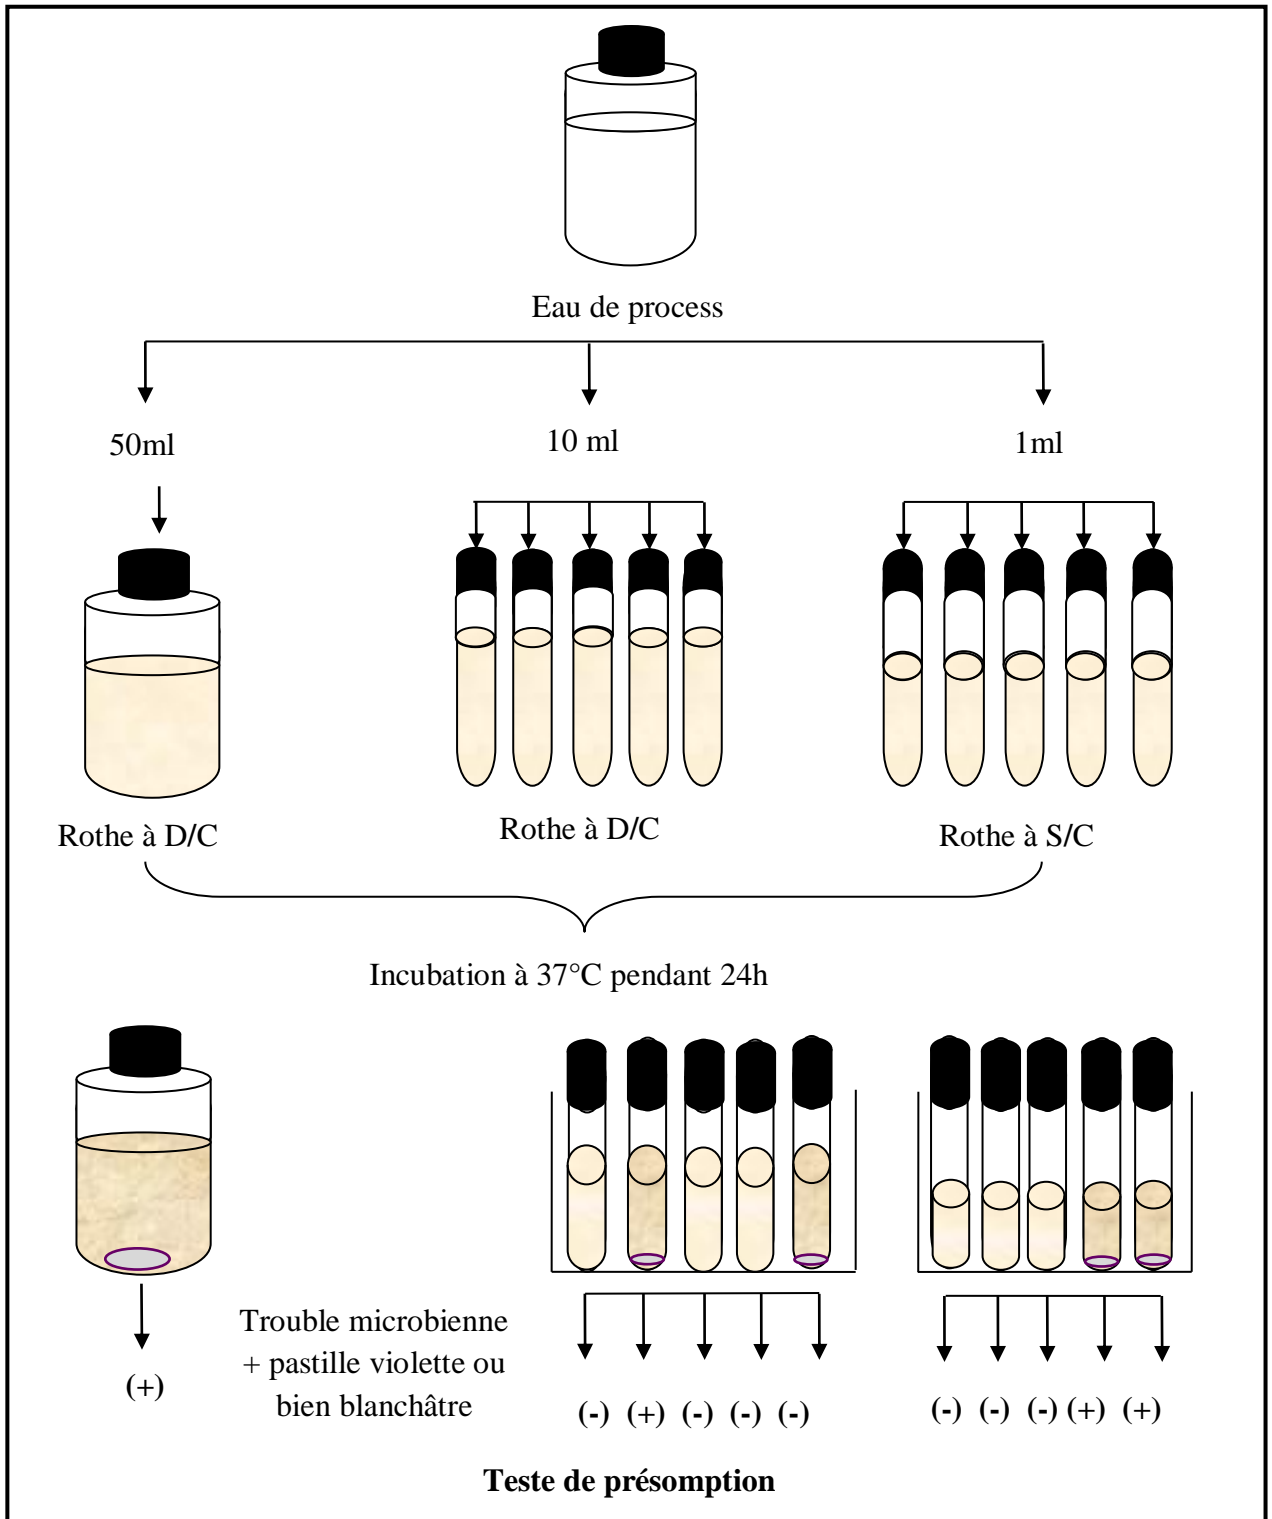 Eau de process
50ml
10 ml
1ml
Rothe à D/C
Rothe à D/C
Rothe à S/C
Incubation à 37°C pendant 24h
(+)
Trouble microbienne
+ pastille violette ou
bien blanchâtre
(-) (+) (-) (-) (-)
(-) (-) (-) (+) (+)
Teste de présomption